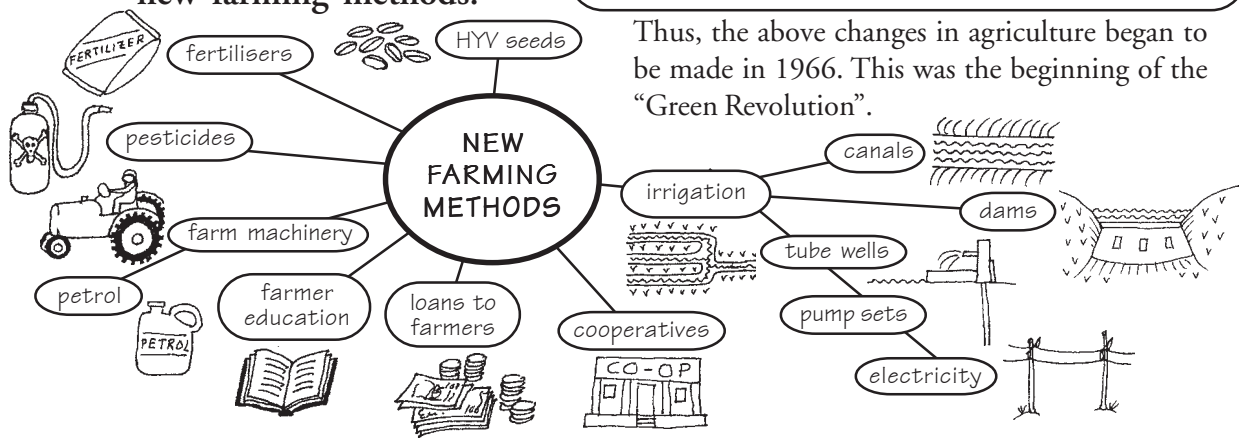 new farming methods.
Thus, the above changes in agriculture began to
be made in 1966. This was the beginning of the
“Green Revolution”.
FERTILIZER
fertilisers
HYV seeds
pesticides
NEW
FARMING
METHODS
canals
irrigation
dams
farm machinery
tube wells
petrol
PETROL
farmer
education
loans to
farmers
cooperatives
pump sets
CO-OP
electricity
100
100